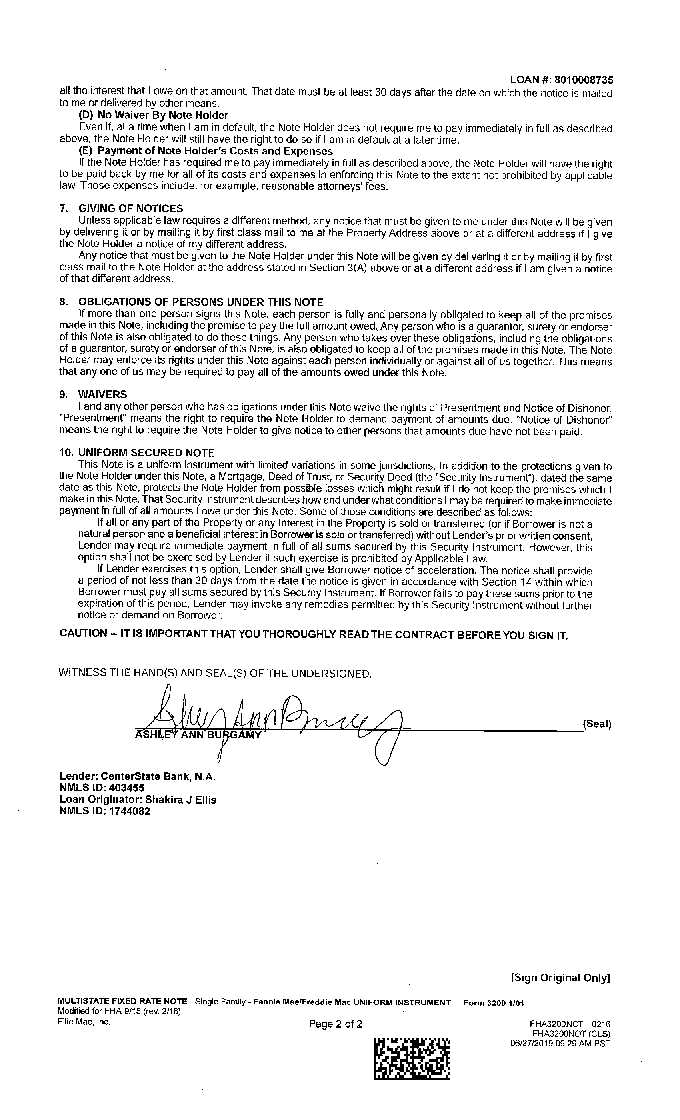 LOAN #: 8010008735
all the interest that I owe on that amount. That date must be at least 30 days after the date on which the notice is mailed
to me or delivered by other means.
(D) No Waiver By Note Holder
Even if, at a time when I am in default, the Note Holder does not require me to pay immediately in full as described
above, the Note Holder will still have the right to do so if I am in default at a later time.
(E) Payment of Note Holder's Costs and Expenses
If the Note Holder has required me to pay immediately in full as described above, the Note Holder will have the right
to be paid back by me for all of its costs and expenses in enforcing this Note to the extent not prohibited by applicable
law. Those expenses include, for example, reasonable attorneys' fees.
7. GIVING OF NOTICES
Unless applicable law requires a different method, any notice that must be given to me under this Note will be given
by delivering it or by mailing it by first class mail to me at the Property Address above or at a different address if I give
the Note Holder a notice of my different address.
Any notice that must be given to the Note Holder under this Note will be given by delivering it or by mailing it by first
class mail to the Note Holder at the address stated in Section 3(A) above or at a different address if I am given a notice
of that different address.
8. OBLIGATIONS OF PERSONS UNDER THIS NOTE
If more than one person signs this Note, each person is fully and personally obligated to keep all of the promises
made in this Note, including the promise to pay the full amount owed. Any person who is a guarantor, surety or endorser
of this Note is also obligated to do these things. Any person who takes over these obligations, including the obligations
of a guarantor, surety or endorser of this Note, is also obligated to keep all of the promises made in this Note. The Note
Holder may enforce its rights under this Note against each person individually or against all of us together. This means
that any one of us may be required to pay all of the amounts owed under this Note.
9. WAIVERS
I and any other person who has obligations under this Note waive the rights of Presentment and Notice of Dishonor.
"Presentment" means the right to require the Note Holder to demand payment of amounts due. "Notice of Dishonor"
means the right to require the Note Holder to give notice to other persons that amounts due have not been paid.
10. UNIFORM SECURED NOTE
This Note is a uniform instrument with limited variations in some jurisdictions. In addition to the protections given to
the Note Holder under this Note, a Mortgage, Deed of Trust, or Security Deed (the "Security Instrument"), dated the same
date as this Note, protects the Note Holder from possible losses which might result if I do not keep the promises which I
make in this Note. That Security Instrument describes how and under what conditions I may be required to make immediate
payment in full of all amounts I owe under this Note. Some of those conditions are described as follows:
If all or any part of the Property or any Interest in the Property is sold or transferred (or if Borrower is not a
natural person and a beneficial interest in Borrower is sold or transferred) without Lender's prior written consent,
Lender may require immediate payment in full of all sums secured by this Security Instrument. However, this
option shall not be exercised by Lender if such exercise is prohibited by Applicable Law.
If Lender exercises this option, Lender shall give Borrower notice of acceleration. The notice shall provide
a period of not less than 30 days from the date the notice is given in accordance with Section 14 within which
Borrower must pay all sums secured by this Security Instrument. If Borrower fails to pay these sums prior to the
expiration of this period, Lender may invoke any remedies permitted by this Security Instrument without further
notice or demand on Borrower.
CAUTION – IT IS IMPORTANT THAT YOU THOROUGHLY READ THE CONTRACT BEFORE YOU SIGN IT.
WITNESS THE HAND(S) AND SEAL(S) OF THE UNDERSIGNED.
(Seal)
ASHLEY ANN BURGAMY
Lender: CenterState Bank, N.A.
NMLS ID: 403455
Loan Originator: Shakira J Ellis
NMLS ID: 1744082
[Sign Original Only]
MULTISTATE FIXED RATE NOTE Single Family - Fannie Mae/Freddie Mac UNIFORM INSTRUMENT Form 3200 1/01
Modified for FHA 9/15 (rev. 2/16)
Ellie Mae, Inc.
Page 2 of 2
FHA3200NOT 0216
FHA3200NOT (CLS)
06/27/2019 05:29 AM PST